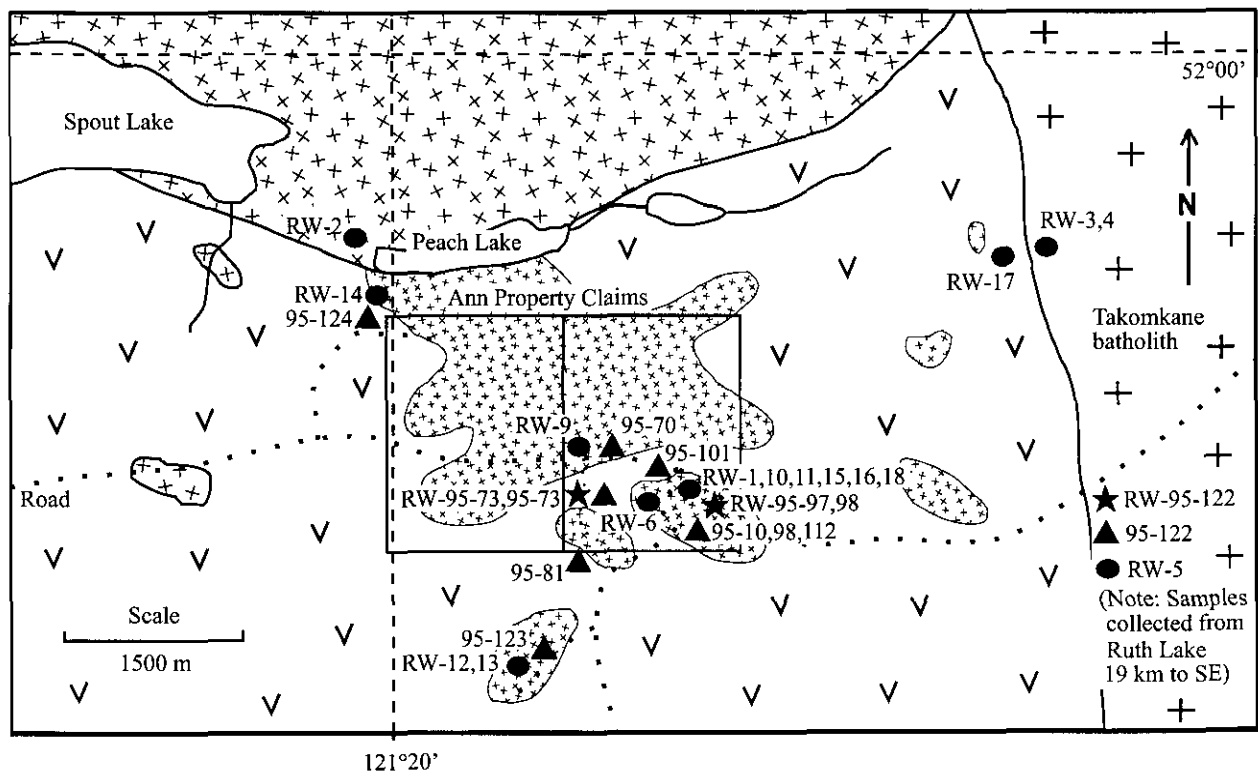 52°00'
Spout Lake
RW-3,4
N
RW-2
Peach Lake
RW-17
RW-14
Ann Property Claims
95-124
Takomkane
batholith
RW-9
95-70
95-101
RW-1,10,11,15,16,18
Road
RW-95-73,95-73
RW-95-97,98
RW-95-122
RW-6
95-10,98,112
95-122
95-81
RW-5
(Note: Samples
collected from
Ruth Lake
19 km to SE)
Scale
1500 m
95-123
RW-12,13
121°20'